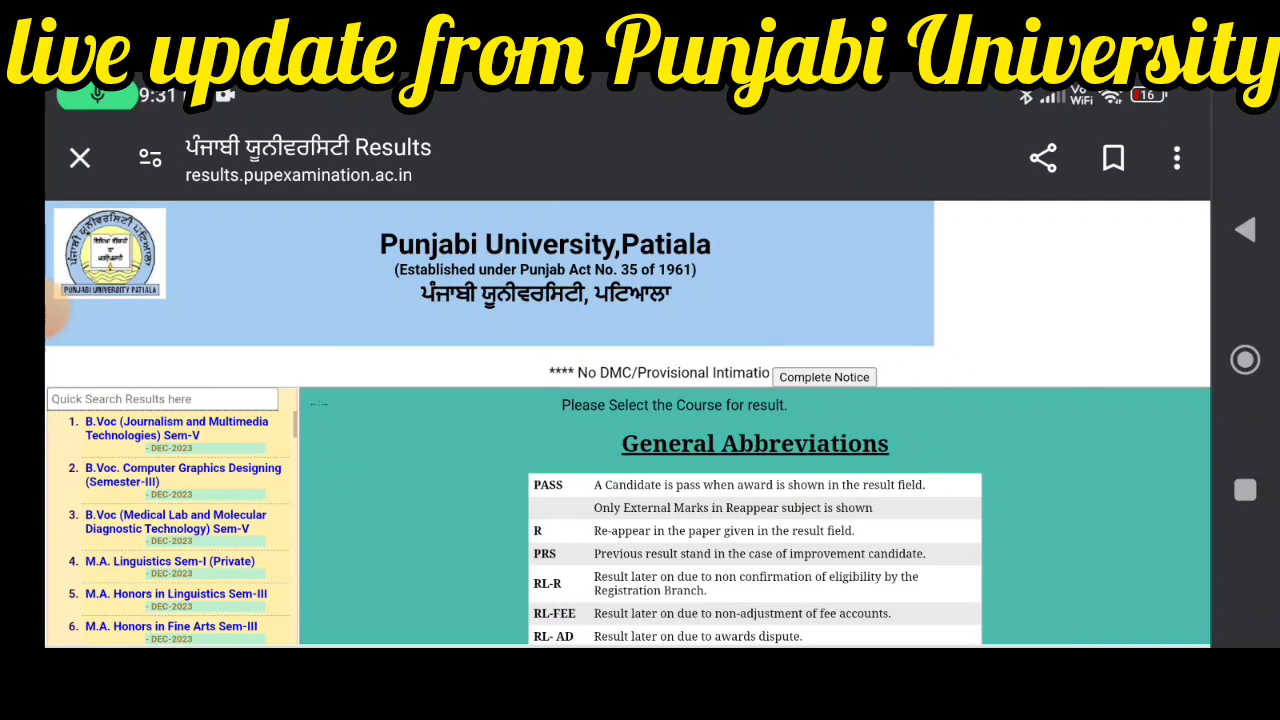 live update from Punjabi University
9:31
Vo
WiFi
16
ਪੰਜਾਬੀ ਯੂਨੀਵਰਸਿਟੀ Results
results.pupexamination.ac.in
ਪੰਜਾਬੀ ਯੂਨੀਵਰਸਿਟੀ ਪਟਿਆਲਾ
PUNJABI UNIVERSITY PATIALA
Punjabi University,Patiala
(Established under Punjab Act No. 35 of 1961)
ਪੰਜਾਬੀ ਯੂਨੀਵਰਸਿਟੀ, ਪਟਿਆਲਾ
**** No DMC/Provisional Intimatio Complete Notice
Quick Search Results here
1. B.Voc (Journalism and Multimedia
Technologies) Sem-V
- DEC-2023
2. B.Voc. Computer Graphics Designing
(Semester-III)
- DEC-2023
3. B.Voc (Medical Lab and Molecular
Diagnostic Technology) Sem-V
- DEC-2023
4. M.A. Linguistics Sem-I (Private)
- DEC-2023
5. M.A. Honors in Linguistics Sem-III
- DEC-2023
6. M.A. Honors in Fine Arts Sem-III
- DEC-2023
Please Select the Course for result.
General Abbreviations
PASS A Candidate is pass when award is shown in the result field.
Only External Marks in Reappear subject is shown
R Re-appear in the paper given in the result field.
PRS Previous result stand in the case of improvement candidate.
RL-R Result later on due to non confirmation of eligibility by the
Registration Branch.
RL-FEE Result later on due to non-adjustment of fee accounts.
RL- AD Result later on due to awards dispute.